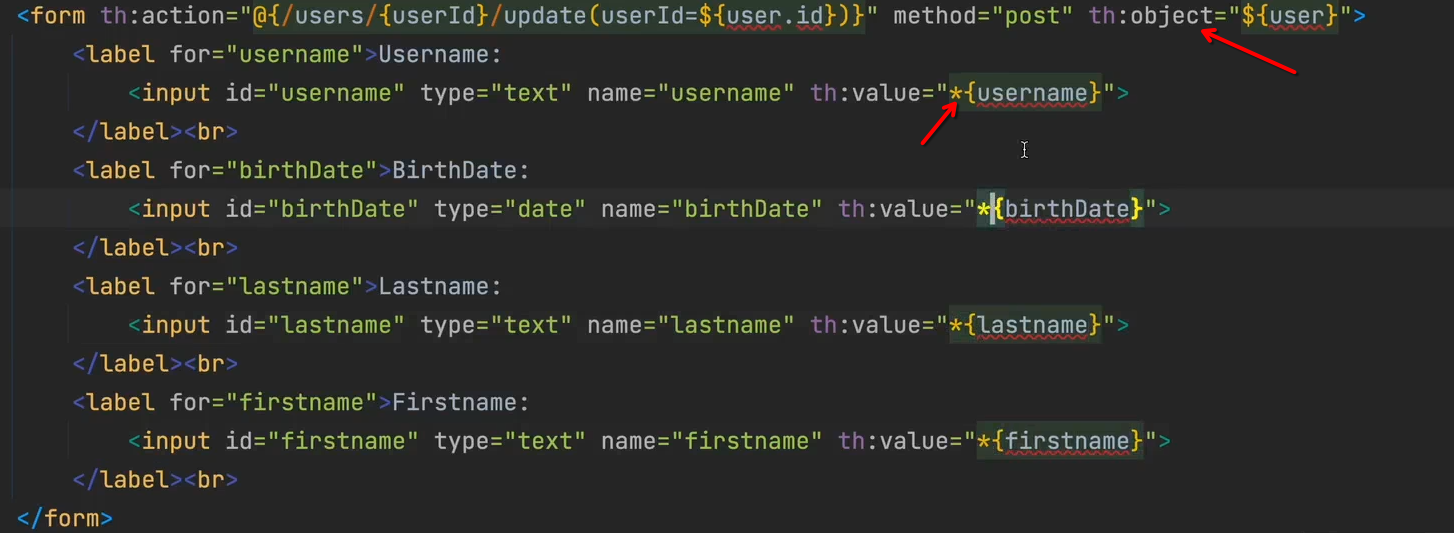 <form th:action="@{/users/{userId}/update(userId=${user.id})}" method="post" th:object="${user}">
<label for="username">Username:
<input id="username" type="text" name="username" th:value="*{username}">
</label><br>
<label for="birthDate">BirthDate:
<input id="birthDate" type="date" name="birthDate" th:value="*{birthDate}">
</label><br>
<label for="lastname">Lastname:
<input id="lastname" type="text" name="lastname" th:value="*{lastname}">
</label><br>
<label for="firstname">Firstname:
<input id="firstname" type="text" name="firstname" th:value="*{firstname}">
</label><br>
</form>